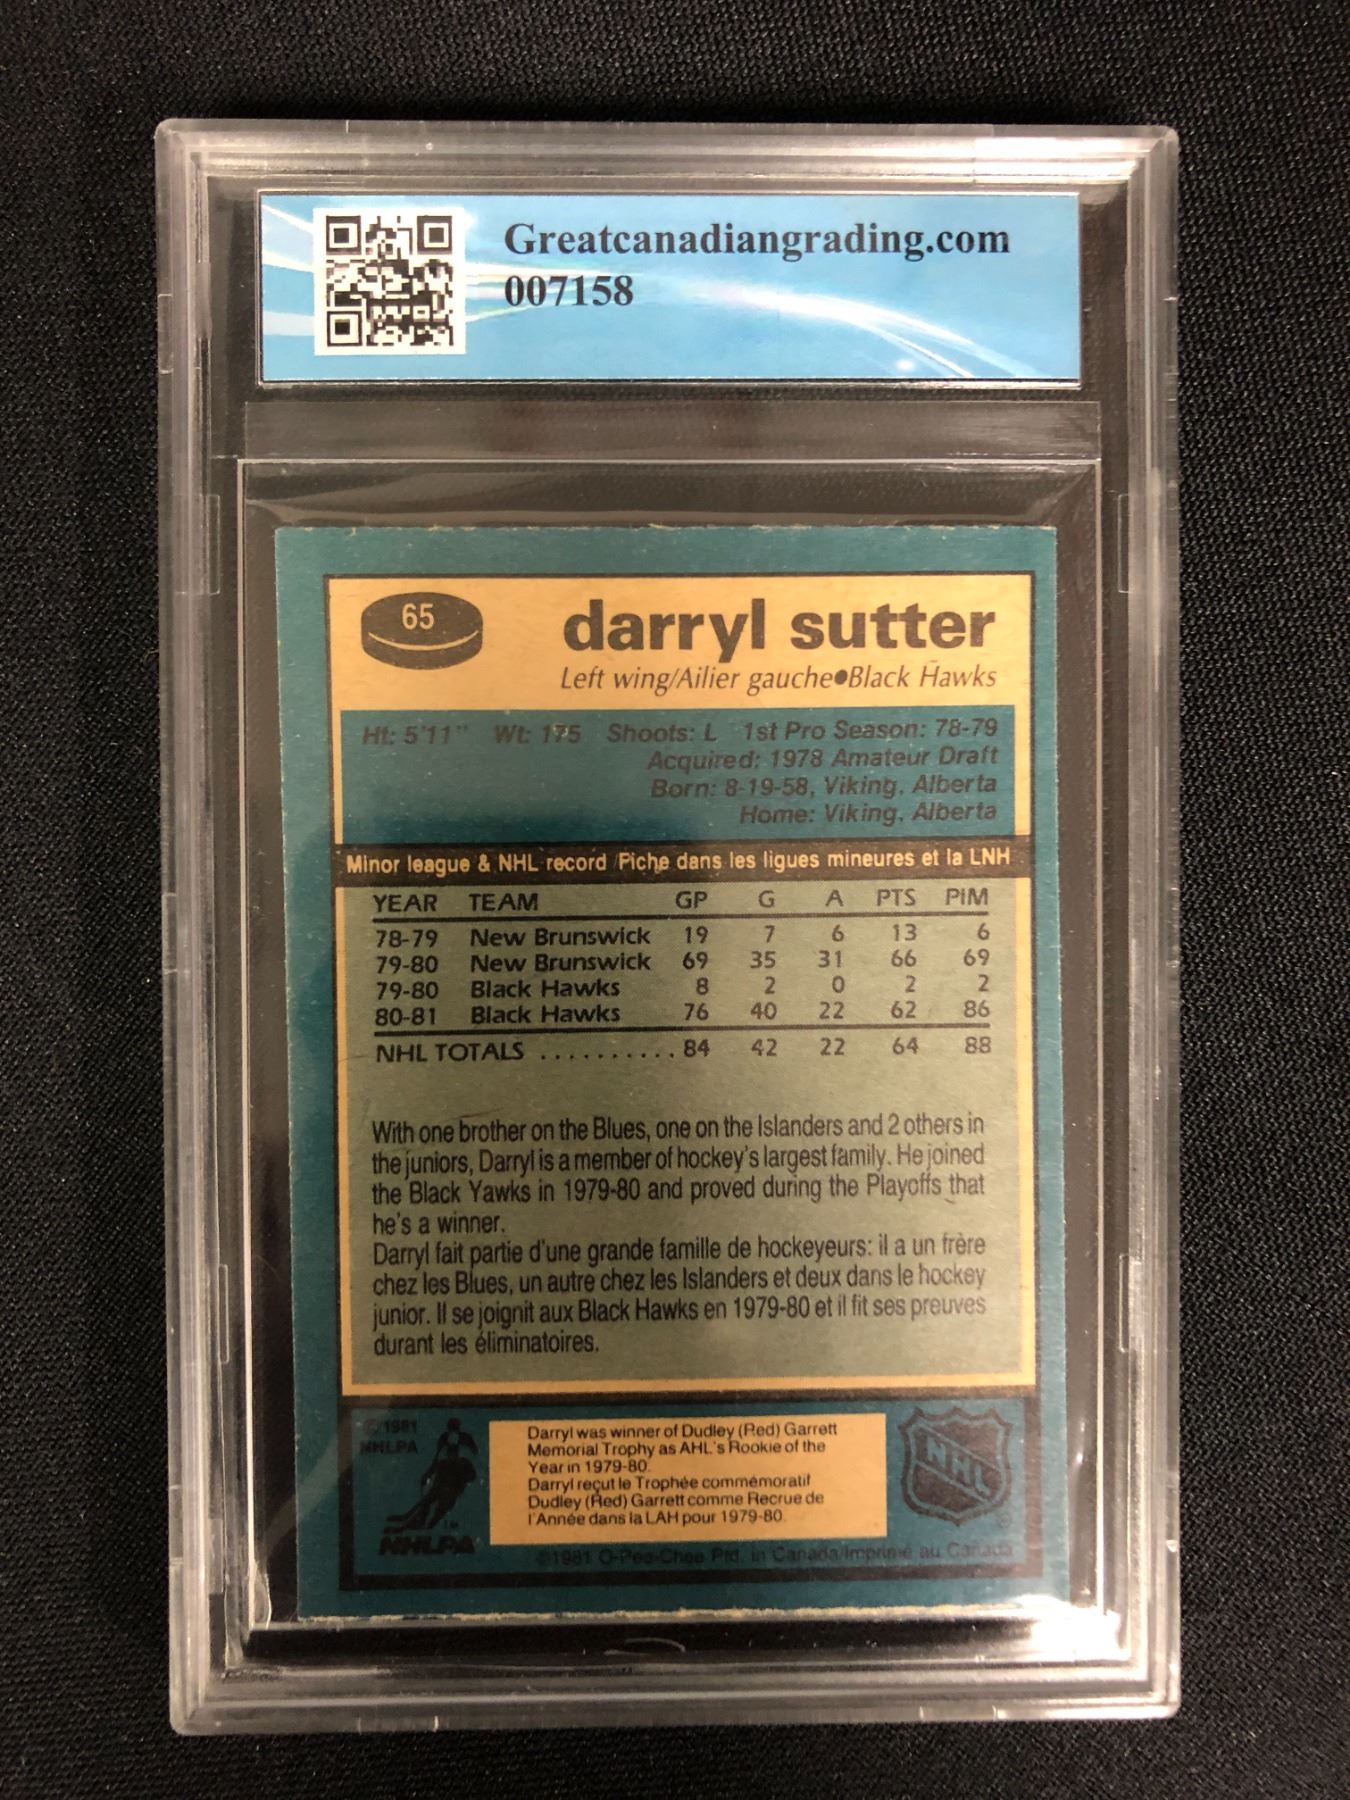 Greatcanadiangrading.com
007158
65
darryl sutter
Left wing/Ailier gauche●Black Hawks
Ht: 5'11" Wt: 175 Shoots: L 1st Pro Season: 78-79
Acquired: 1978 Amateur Draft
Born: 8-19-58, Viking, Alberta
Home: Viking, Alberta
Minor league & NHL record /Fiche dans les ligues mineures et la LNH
YEAR TEAM GP G A PTS PIM
78-79 New Brunswick 19 7 6 13 6
79-80 New Brunswick 69 35 31 66 69
79-80 Black Hawks 8 2 0 2 2
80-81 Black Hawks 76 40 22 62 86
NHL TOTALS .......... 84 42 22 64 88
With one brother on the Blues, one on the Islanders and 2 others in
the juniors, Darryl is a member of hockey's largest family. He joined
the Black Yawks in 1979-80 and proved during the Playoffs that
he's a winner.
Darryl fait partie d'une grande famille de hockeyeurs: il a un frère
chez les Blues, un autre chez les Islanders et deux dans le hockey
junior. Il se joignit aux Black Hawks en 1979-80 et il fit ses preuves
durant les éliminatoires.
© 1981
NHLPA
NHLPA
Darryl was winner of Dudley (Red) Garrett
Memorial Trophy as AHL's Rookie of the
Year in 1979-80.
Darryl reçut le Trophée commémoratif
Dudley (Red) Garrett comme Recrue de
l'Année dans la LAH pour 1979-80.
NHL
©1981 O-Pee-Chee Ptd. in Canada/Imprimé au Canada